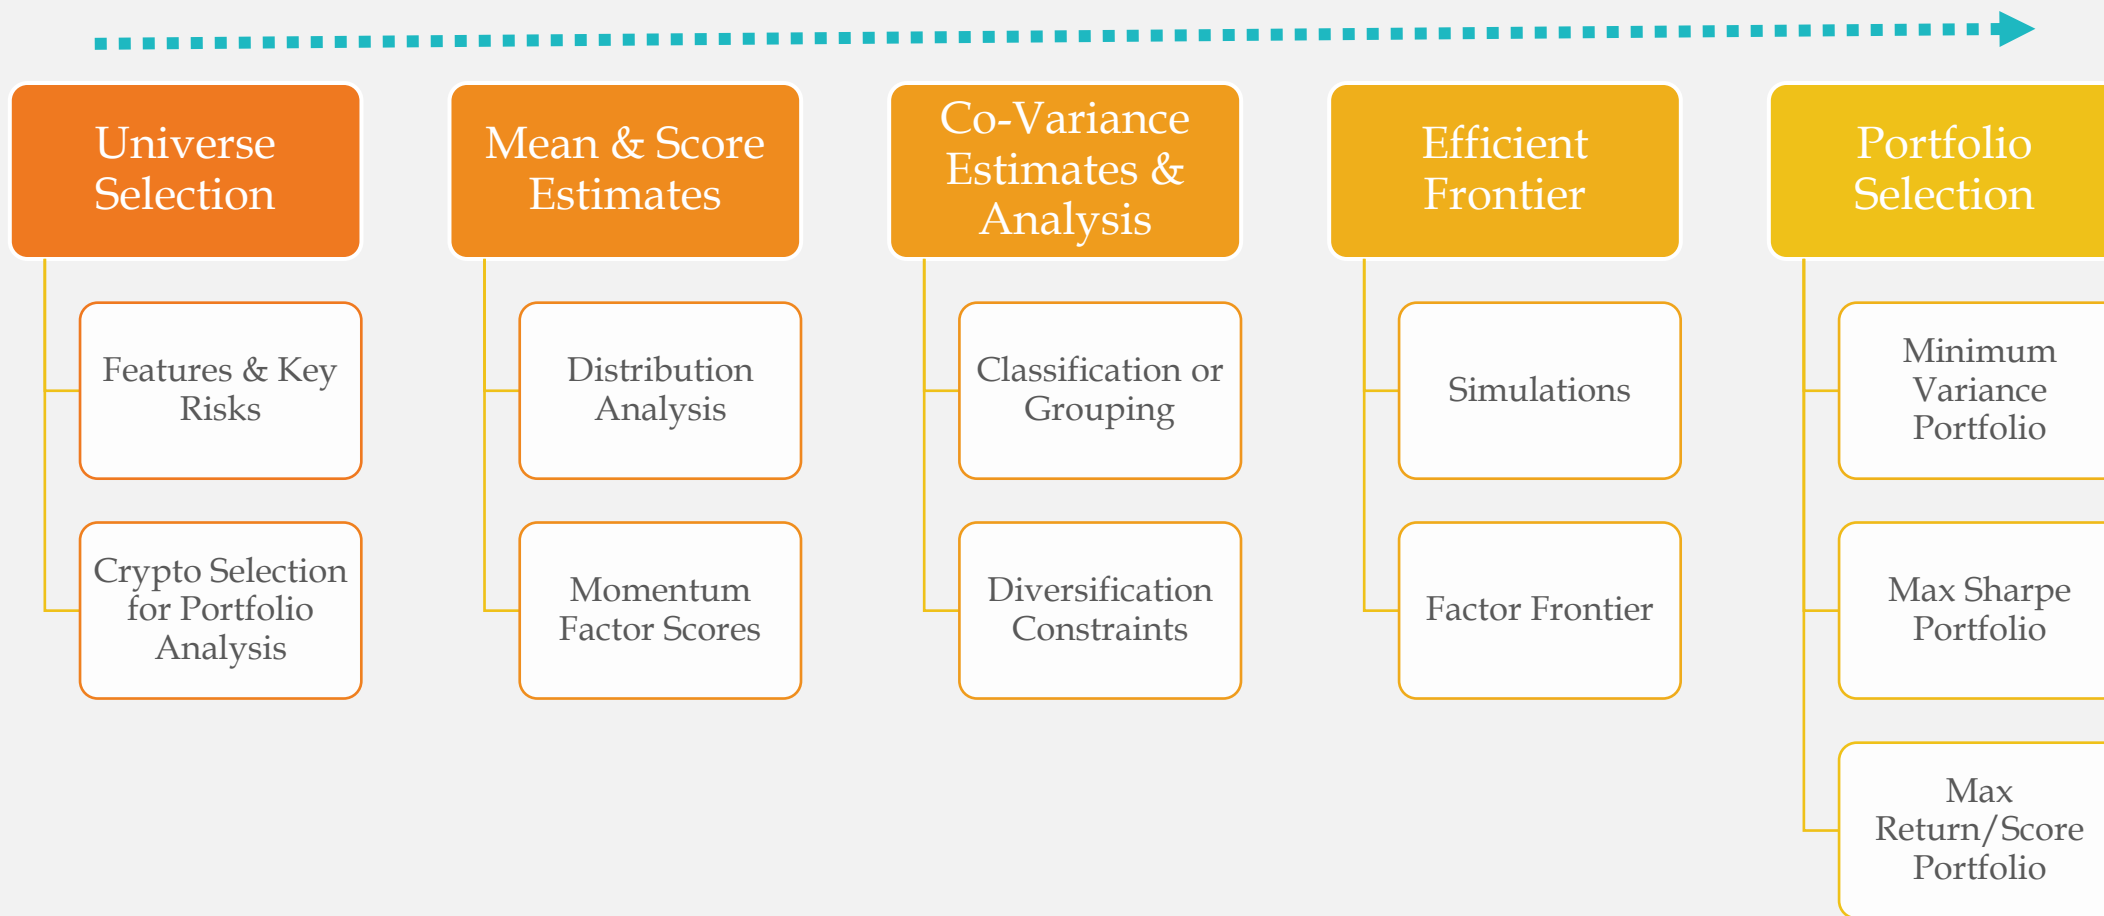 Universe
Selection
Features & Key
Risks
Crypto Selection
for Portfolio
Analysis
Mean & Score
Estimates
Distribution
Analysis
Momentum
Factor Scores
Co-Variance
Estimates &
Analysis
Classification or
Grouping
Diversification
Constraints
Efficient
Frontier
Simulations
Factor Frontier
Portfolio
Selection
Minimum
Variance
Portfolio
Max Sharpe
Portfolio
Max
Return/Score
Portfolio